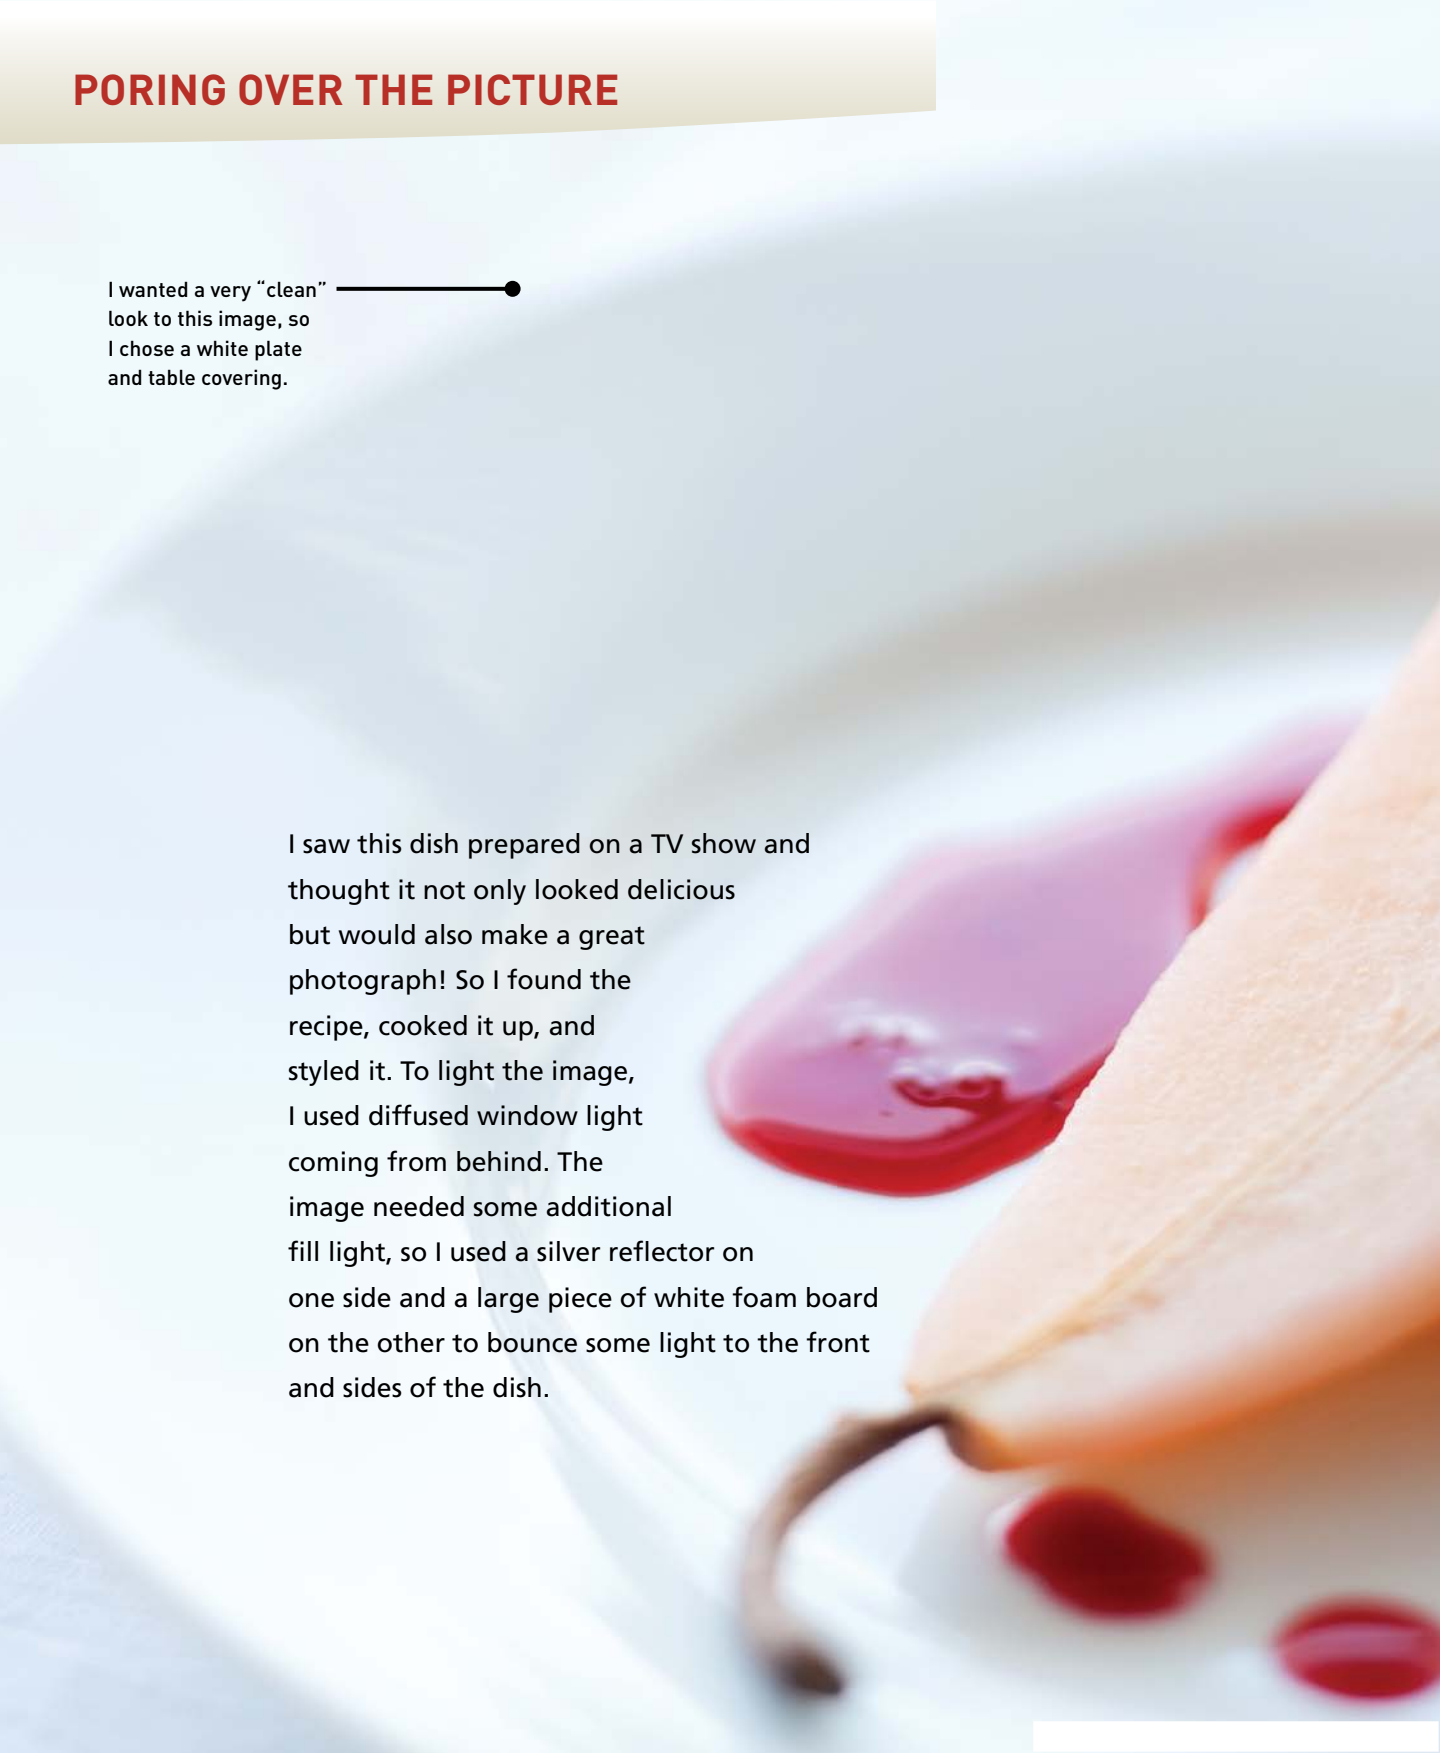 PORING OVER THE PICTURE
I wanted a very “clean”
look to this image, so
I chose a white plate
and table covering.
I saw this dish prepared on a TV show and
thought it not only looked delicious
but would also make a great
photograph! So I found the
recipe, cooked it up, and
styled it. To light the image,
I used diffused window light
coming from behind. The
image needed some additional
fill light, so I used a silver reflector on
one side and a large piece of white foam board
on the other to bounce some light to the front
and sides of the dish.